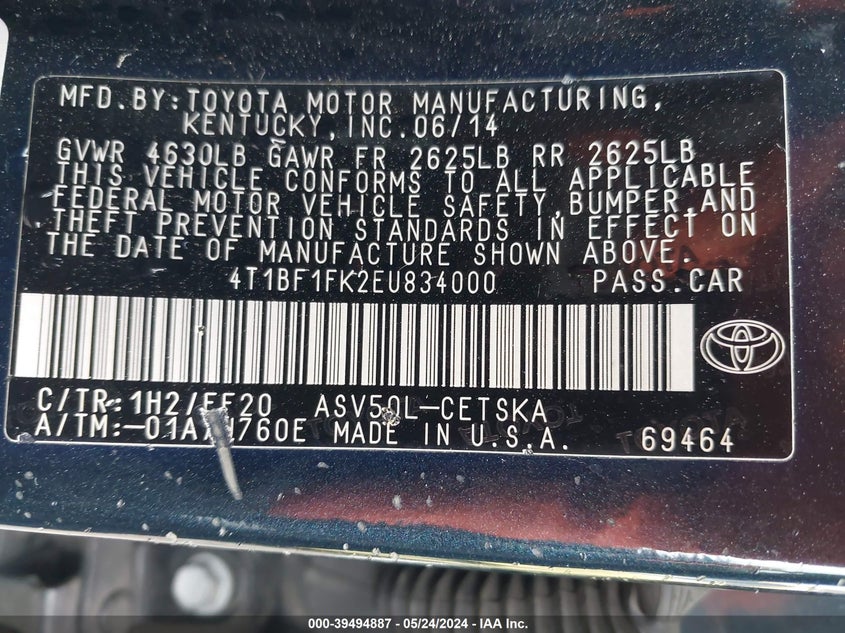 MFD.BY:TOYOTA MOTOR MANUFACTURING,
KENTUCKY,INC.06/14
GVWR 4630LB GAWR FR 2625LB RR 2625LB
THIS VEHICLE CONFORMS TO ALL APPLICABLE
FEDERAL MOTOR VEHICLE SAFETY,BUMPER,AND
THEFT PREVENTION STANDARDS IN EFFECT ON
THE DATE OF MANUFACTURE SHOWN ABOVE.
4T1BF1FK2EU834000 PASS.CAR
C/TR:1H2/FF20 ASV50L-CETSKA
A/TM:-01A/ MADE IN U.S.A. 69464
TOYOTA
000-39494887 / 05/24/2024 - IAA Inc.